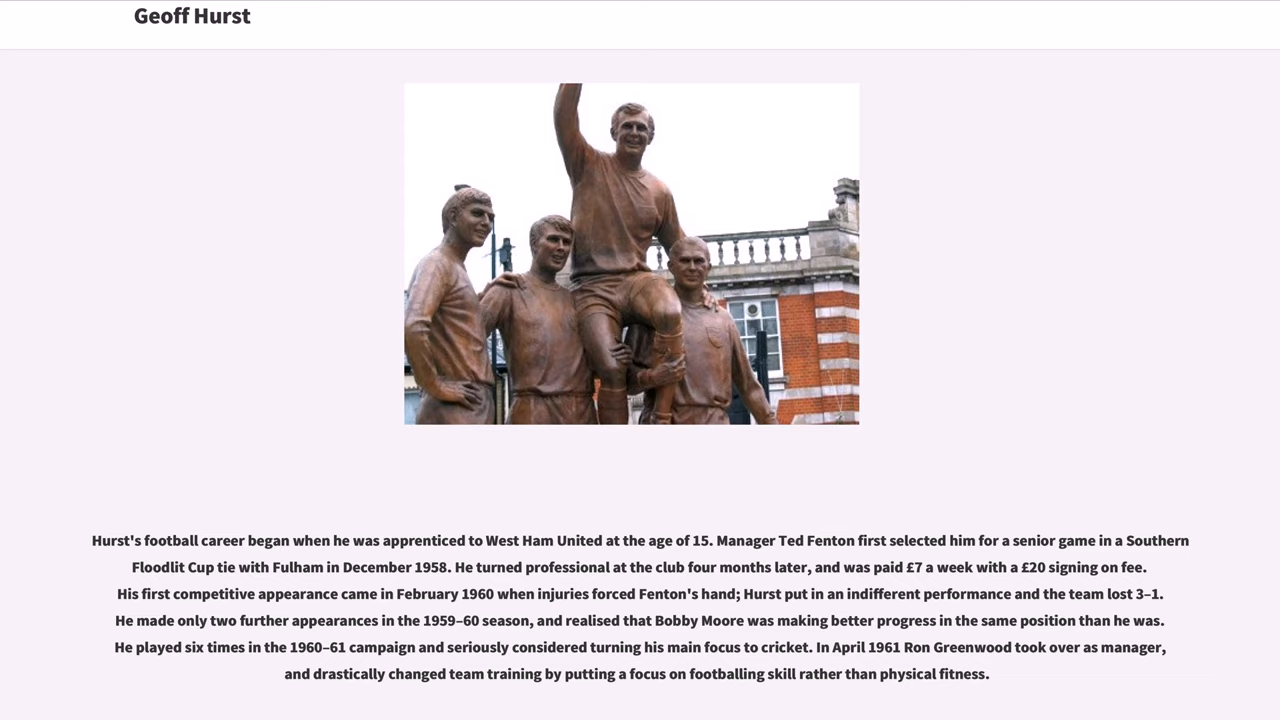 Geoff Hurst
Hurst's football career began when he was apprenticed to West Ham United at the age of 15. Manager Ted Fenton first selected him for a senior game in a Southern
Floodlit Cup tie with Fulham in December 1958. He turned professional at the club four months later, and was paid £7 a week with a £20 signing on fee.
His first competitive appearance came in February 1960 when injuries forced Fenton's hand; Hurst put in an indifferent performance and the team lost 3–1.
He made only two further appearances in the 1959–60 season, and realised that Bobby Moore was making better progress in the same position than he was.
He played six times in the 1960–61 campaign and seriously considered turning his main focus to cricket. In April 1961 Ron Greenwood took over as manager,
and drastically changed team training by putting a focus on footballing skill rather than physical fitness.